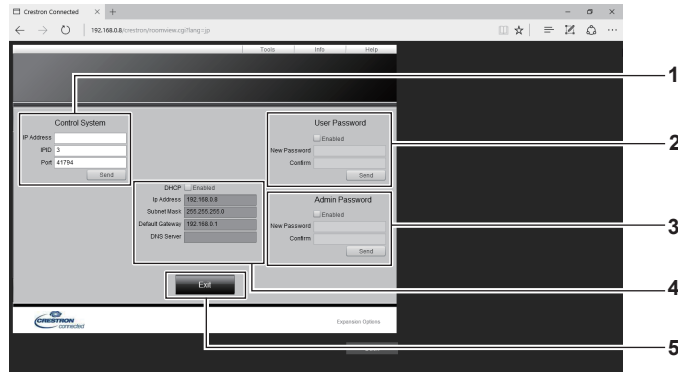 Crestron Connected
192.168.0.8/crestron/roomview.cgi?lang=jp
Tools Info Help
Control System
IP Address
IPID 3
Port 41794
Send
User Password
Enabled
New Password
Confirm
Send
DHCP Enabled
Ip Address 192.168.0.8
Subnet Mask 255.255.255.0
Default Gateway 192.168.0.1
DNS Server
Admin Password
Enabled
New Password
Confirm
Send
Exit
CRESTRON
connected
Expansion Options
1
2
3
4
5